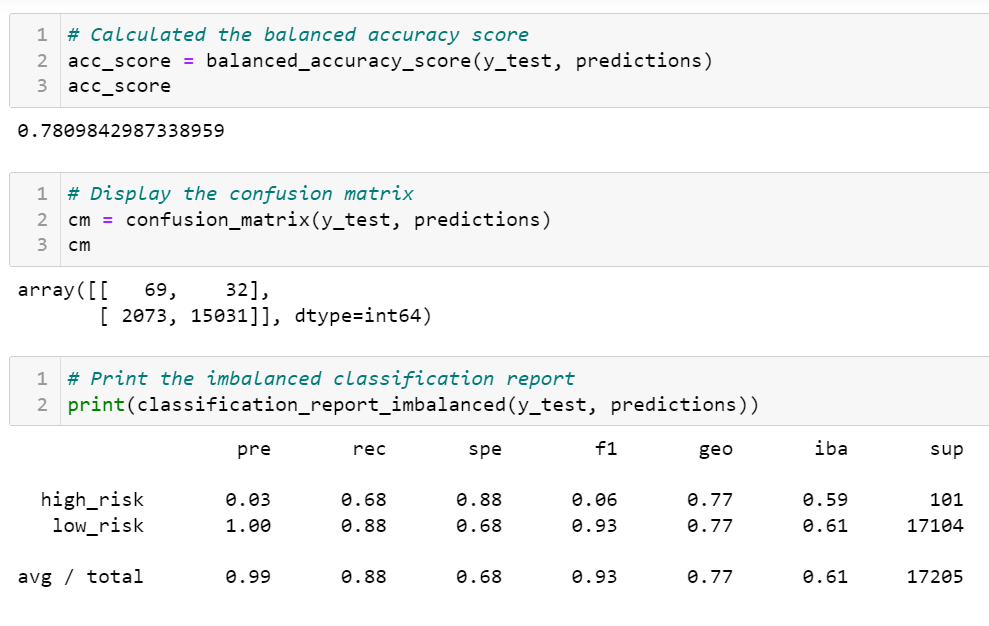 1 # Calculated the balanced accuracy score
2 acc_score = balanced_accuracy_score(y_test, predictions)
3 acc_score
0.7809842987338959
1 # Display the confusion matrix
2 cm = confusion_matrix(y_test, predictions)
3 cm
array([[   69,    32],
       [ 2073, 15031]], dtype=int64)
1 # Print the imbalanced classification report
2 print(classification_report_imbalanced(y_test, predictions))
pre rec spe f1 geo iba sup
high_risk 0.03 0.68 0.88 0.06 0.77 0.59 101
low_risk 1.00 0.88 0.68 0.93 0.77 0.61 17104
avg / total 0.99 0.88 0.68 0.93 0.77 0.61 17205